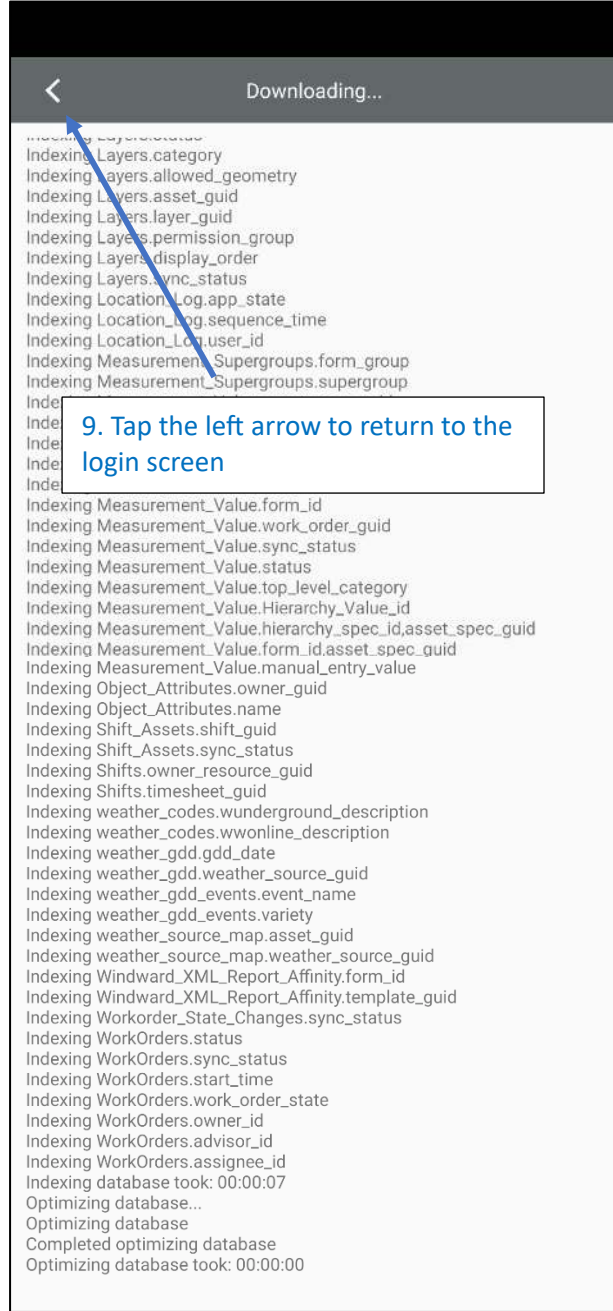 Downloading...
Indexing Layers.status
Indexing Layers.category
Indexing Layers.allowed_geometry
Indexing Layers.asset_guid
Indexing Layers.layer_guid
Indexing Layers.permission_group
Indexing Layers.display_order
Indexing Layers.sync_status
Indexing Location_Log.app_state
Indexing Location_Log.sequence_time
Indexing Location_Log.user_id
Indexing Measurement_Supergroups.form_group
Indexing Measurement_Supergroups.supergroup
9. Tap the left arrow to return to the
login screen
Indexing Measurement_Value.form_id
Indexing Measurement_Value.work_order_guid
Indexing Measurement_Value.sync_status
Indexing Measurement_Value.status
Indexing Measurement_Value.top_level_category
Indexing Measurement_Value.Hierarchy_Value_id
Indexing Measurement_Value.hierarchy_spec_id,asset_spec_guid
Indexing Measurement_Value.form_id,asset_spec_guid
Indexing Measurement_Value.manual_entry_value
Indexing Object_Attributes.owner_guid
Indexing Object_Attributes.name
Indexing Shift_Assets.shift_guid
Indexing Shift_Assets.sync_status
Indexing Shifts.owner_resource_guid
Indexing Shifts.timesheet_guid
Indexing weather_codes.wunderground_description
Indexing weather_codes.wwonline_description
Indexing weather_gdd.gdd_date
Indexing weather_gdd.weather_source_guid
Indexing weather_gdd_events.event_name
Indexing weather_gdd_events.variety
Indexing weather_source_map.asset_guid
Indexing weather_source_map.weather_source_guid
Indexing Windward_XML_Report_Affinity.form_id
Indexing Windward_XML_Report_Affinity.template_guid
Indexing Workorder_State_Changes.sync_status
Indexing WorkOrders.status
Indexing WorkOrders.sync_status
Indexing WorkOrders.start_time
Indexing WorkOrders.work_order_state
Indexing WorkOrders.owner_id
Indexing WorkOrders.advisor_id
Indexing WorkOrders.assignee_id
Indexing database took: 00:00:07
Optimizing database...
Optimizing database
Completed optimizing database
Optimizing database took: 00:00:00